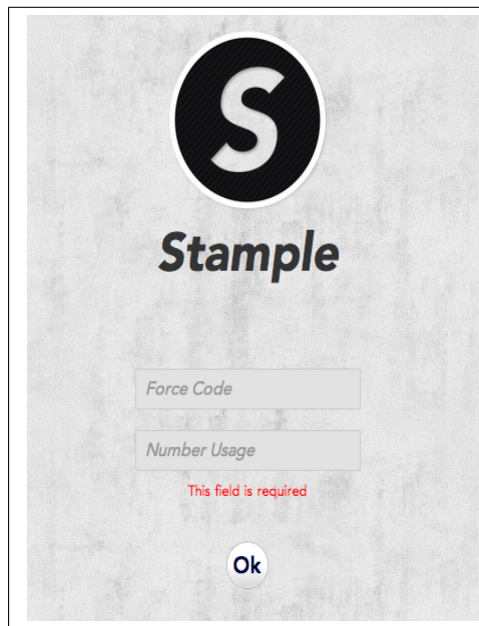 S
Stample
Force Code
Number Usage
This field is required
Ok